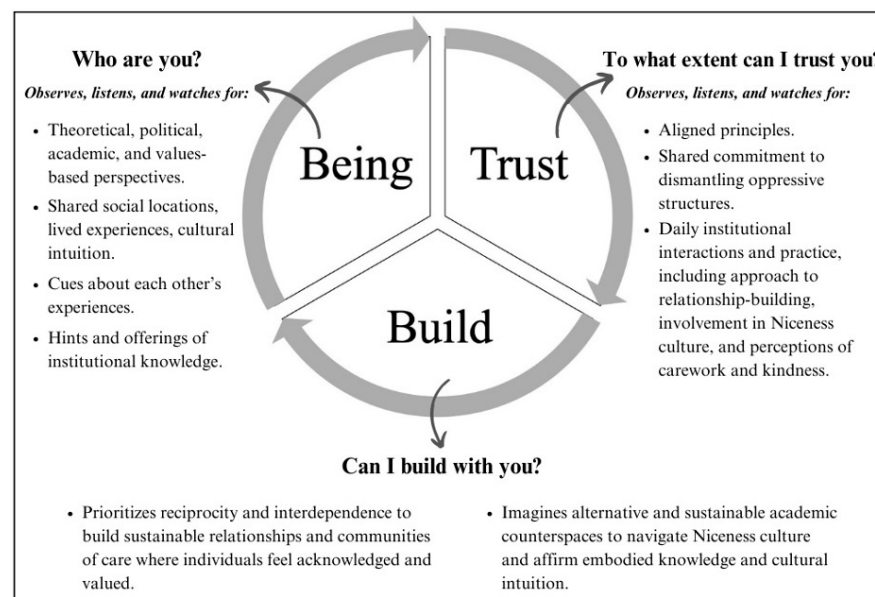 Who are you?
Observes, listens, and watches for:
• Theoretical, political,
academic, and values-
based perspectives.
• Shared social locations,
lived experiences, cultural
intuition.
• Cues about each other's
experiences.
• Hints and offerings of
institutional knowledge.
Being
Trust
Build
To what extent can I trust you?
Observes, listens, and watches for:
• Aligned principles.
• Shared commitment to
dismantling oppressive
structures.
• Daily institutional
interactions and practice,
including approach to
relationship-building,
involvement in Niceness
culture, and perceptions of
carework and kindness.
Can I build with you?
• Prioritizes reciprocity and interdependence to
build sustainable relationships and communities
of care where individuals feel acknowledged and
valued.
• Imagines alternative and sustainable academic
counterspaces to navigate Niceness culture
and affirm embodied knowledge and cultural
intuition.